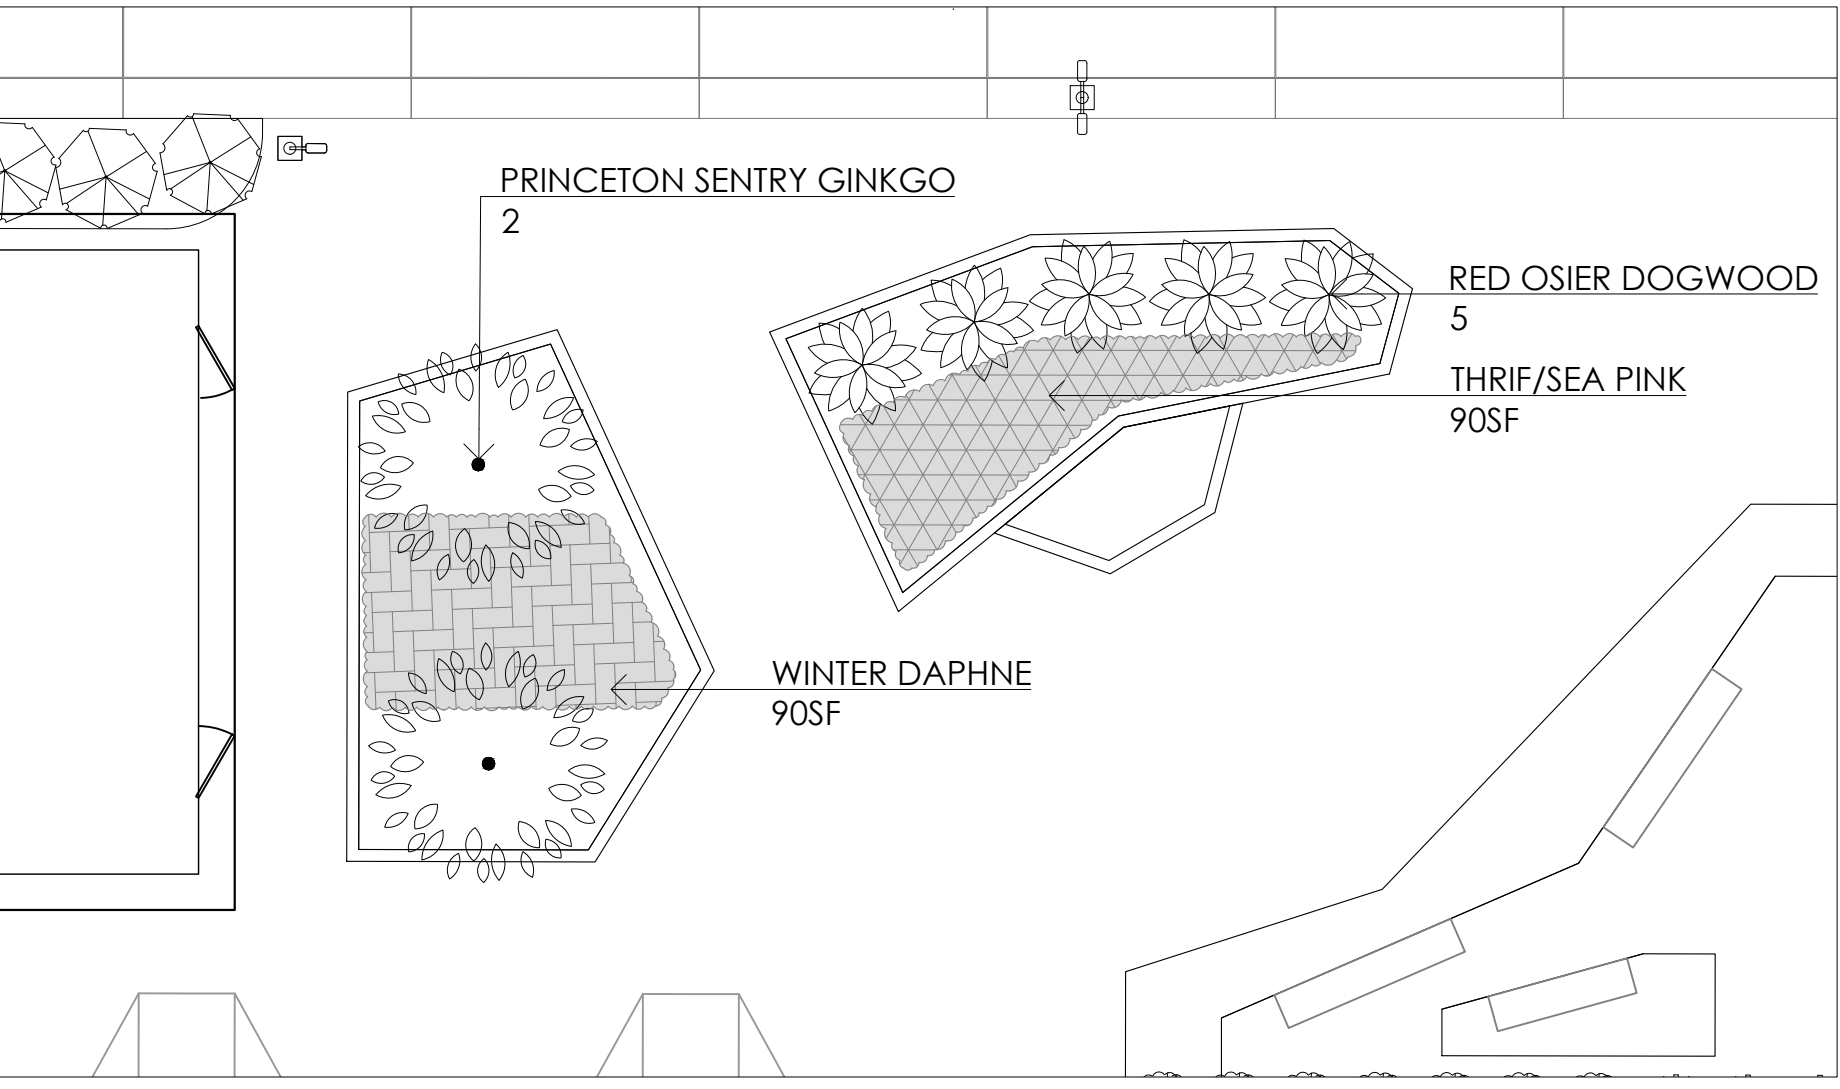 PRINCETON SENTRY GINKGO
2
RED OSIER DOGWOOD
5
THRIF/SEA PINK
90SF
WINTER DAPHNE
90SF